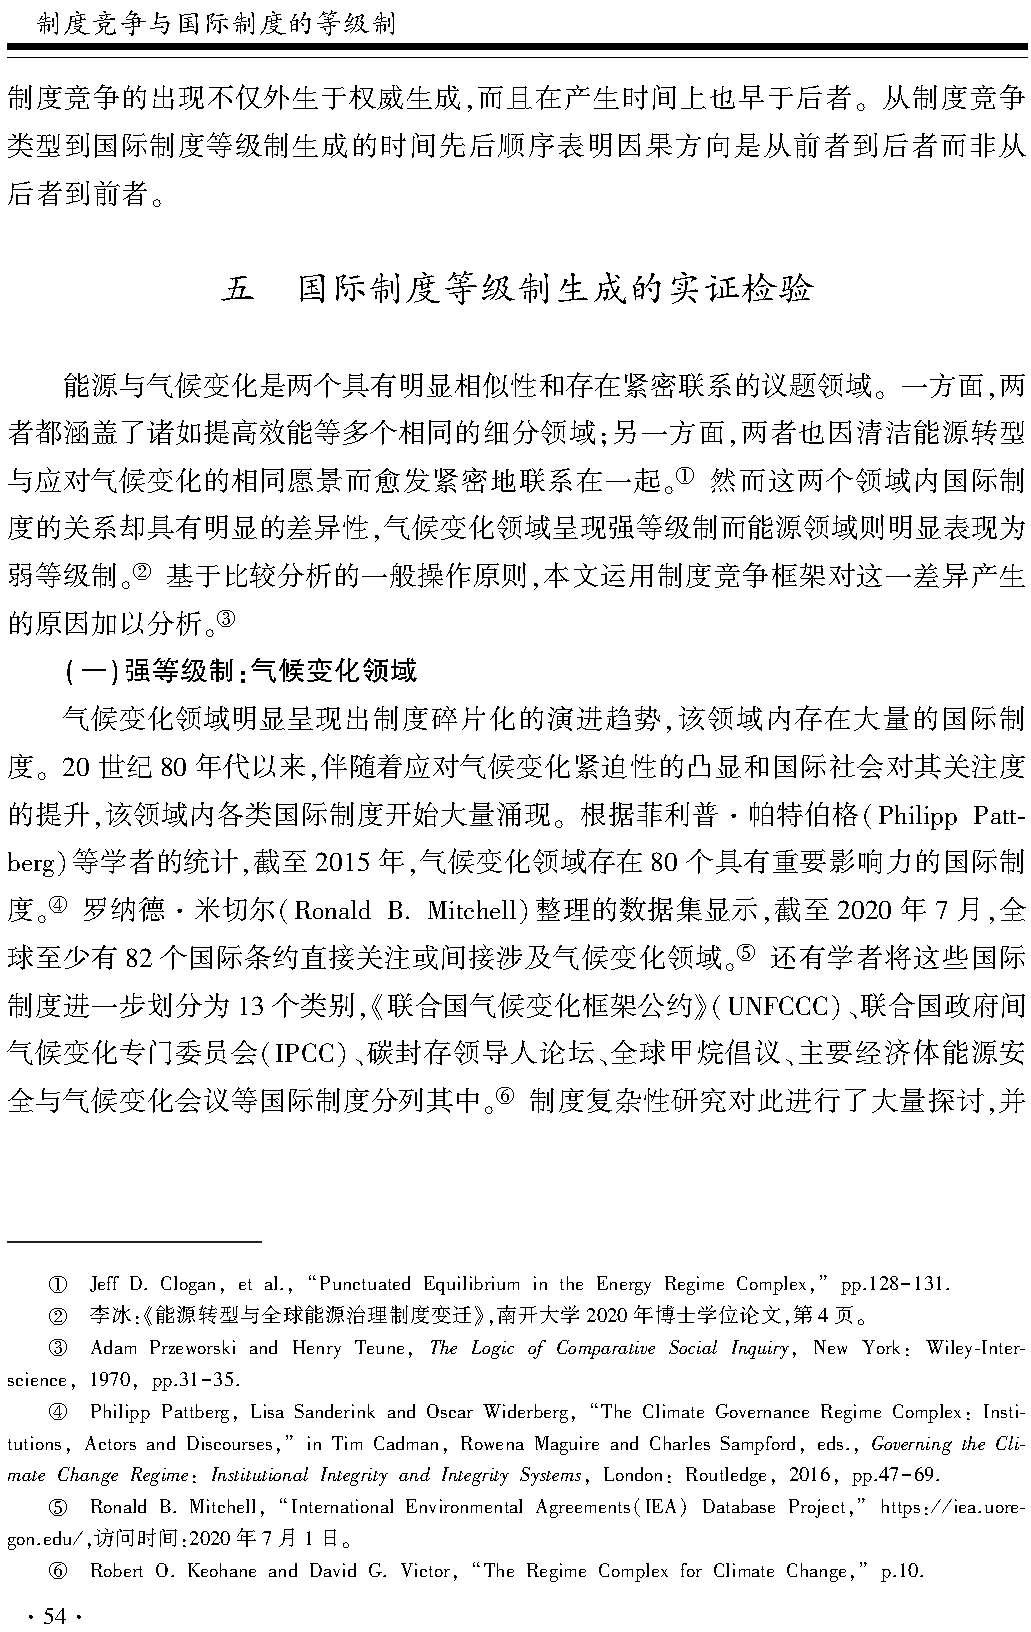 制度竞争与国际制度的等级制
制度竞争的出现不仅外生于权威生成,而且在产生时间上也早于后者。从制度竞争
类型到国际制度等级制生成的时间先后顺序表明因果方向是从前者到后者而非从
后者到前者。
五 国际制度等级制生成的实证检验
能源与气候变化是两个具有明显相似性和存在紧密联系的议题领域。一方面,两
者都涵盖了诸如提高效能等多个相同的细分领域;另一方面,两者也因清洁能源转型
与应对气候变化的相同愿景而愈发紧密地联系在一起。① 然而这两个领域内国际制
度的关系却具有明显的差异性,气候变化领域呈现强等级制而能源领域则明显表现为
弱等级制。② 基于比较分析的一般操作原则,本文运用制度竞争框架对这一差异产生
的原因加以分析。③
(一)强等级制:气候变化领域
气候变化领域明显呈现出制度碎片化的演进趋势,该领域内存在大量的国际制
度。20 世纪 80 年代以来,伴随着应对气候变化紧迫性的凸显和国际社会对其关注度
的提升,该领域内各类国际制度开始大量涌现。根据菲利普·帕特伯格(Philipp Patt-
berg)等学者的统计,截至 2015 年,气候变化领域存在 80 个具有重要影响力的国际制
度。④ 罗纳德·米切尔(Ronald B. Mitchell)整理的数据集显示,截至 2020 年 7 月,全
球至少有 82 个国际条约直接关注或间接涉及气候变化领域。⑤ 还有学者将这些国际
制度进一步划分为 13 个类别,《联合国气候变化框架公约》(UNFCCC)、联合国政府间
气候变化专门委员会(IPCC)、碳封存领导人论坛、全球甲烷倡议、主要经济体能源安
全与气候变化会议等国际制度分列其中。⑥ 制度复杂性研究对此进行了大量探讨,并
① Jeff D. Clogan, et al., “Punctuated Equilibrium in the Energy Regime Complex,” pp.128-131.
② 李冰:《能源转型与全球能源治理制度变迁》,南开大学 2020 年博士学位论文,第 4 页。
③ Adam Przeworski and Henry Teune, The Logic of Comparative Social Inquiry, New York: Wiley-Inter-
science, 1970, pp.31-35.
④ Philipp Pattberg, Lisa Sanderink and Oscar Widerberg, “The Climate Governance Regime Complex: Insti-
tutions, Actors and Discourses,” in Tim Cadman, Rowena Maguire and Charles Sampford, eds., Governing the Cli-
mate Change Regime: Institutional Integrity and Integrity Systems, London: Routledge, 2016, pp.47-69.
⑤ Ronald B. Mitchell, “International Environmental Agreements(IEA) Database Project,” https://iea.uore-
gon.edu/,访问时间:2020 年 7 月 1 日。
⑥ Robert O. Keohane and David G. Victor, “The Regime Complex for Climate Change,” p.10.
· 54 ·